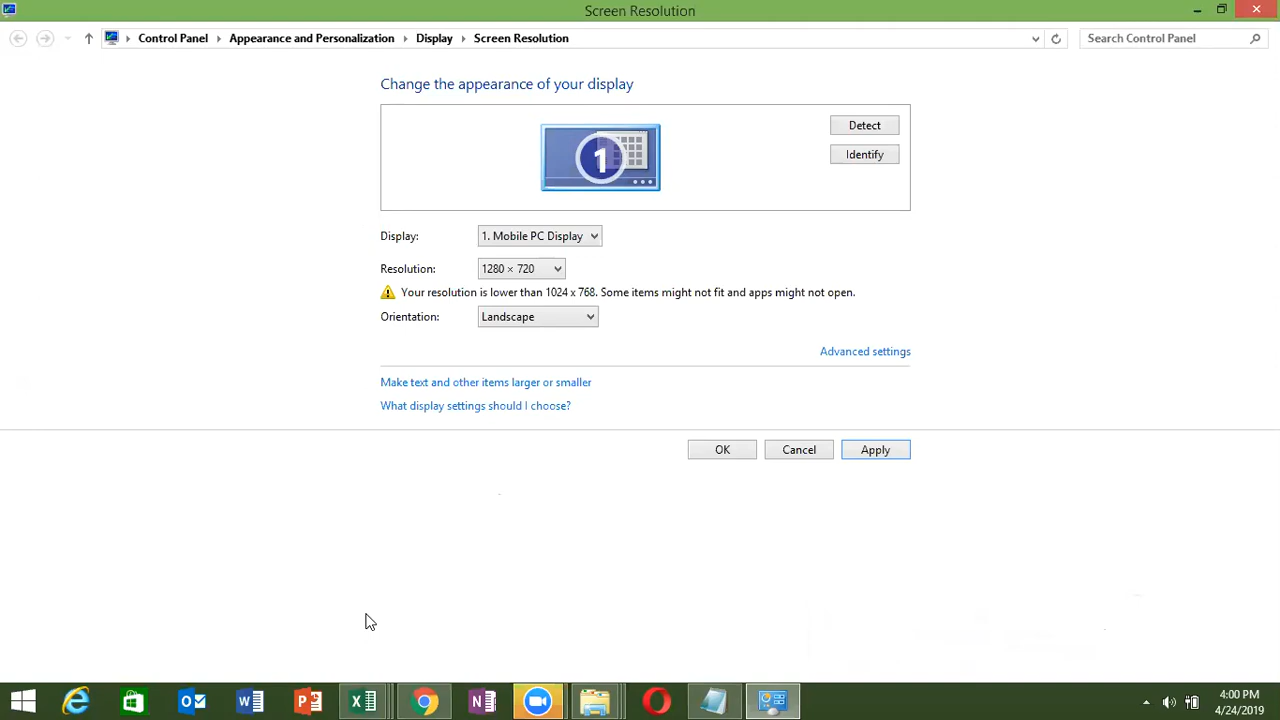 Screen Resolution
Control Panel Appearance and Personalization Display Screen Resolution Search Control Panel
Change the appearance of your display
1
Detect
Identify
Display: 1. Mobile PC Display
Resolution: 1280 × 720
Your resolution is lower than 1024 x 768. Some items might not fit and apps might not open.
Orientation: Landscape
Advanced settings
Make text and other items larger or smaller
What display settings should I choose?
OK Cancel Apply
4:00 PM
4/24/2019